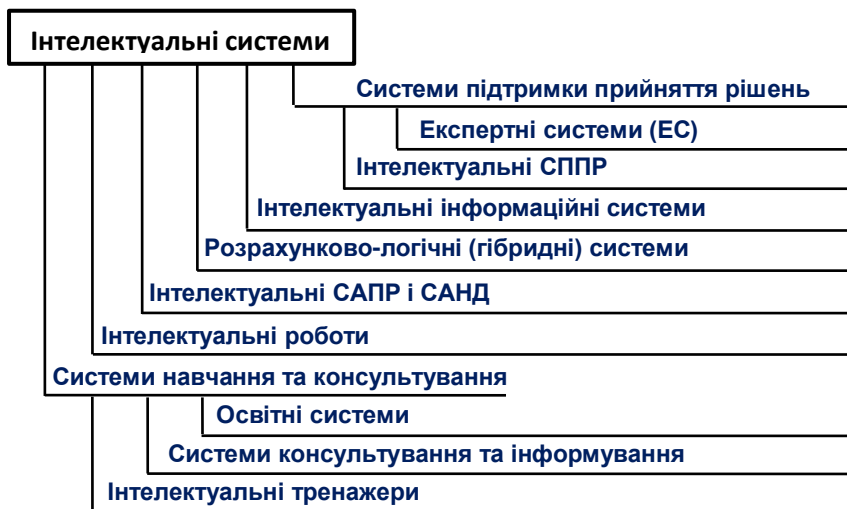 Інтелектуальні системи
Системи підтримки прийняття рішень
Експертні системи (ЕС)
Інтелектуальні СППР
Інтелектуальні інформаційні системи
Розрахунково-логічні (гібридні) системи
Інтелектуальні САПР і САНД
Інтелектуальні роботи
Системи навчання та консультування
Освітні системи
Системи консультування та інформування
Інтелектуальні тренажери